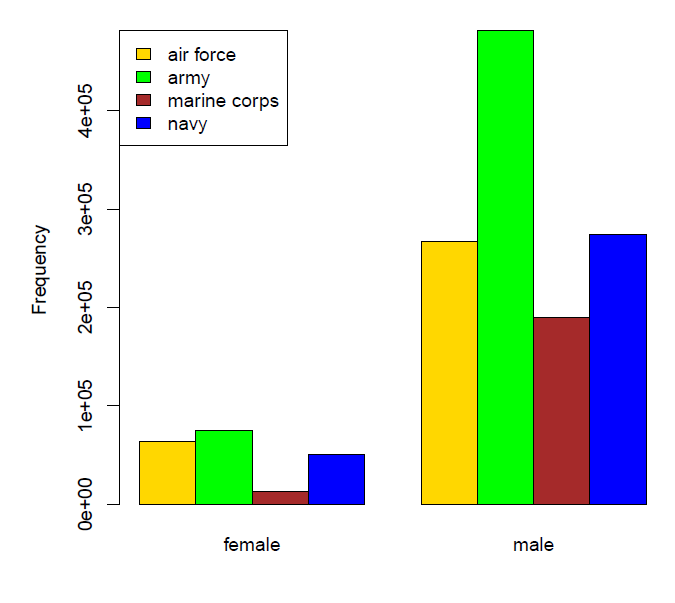 air force
army
marine corps
navy
Frequency
4e+05
3e+05
2e+05
1e+05
0e+00
female
male